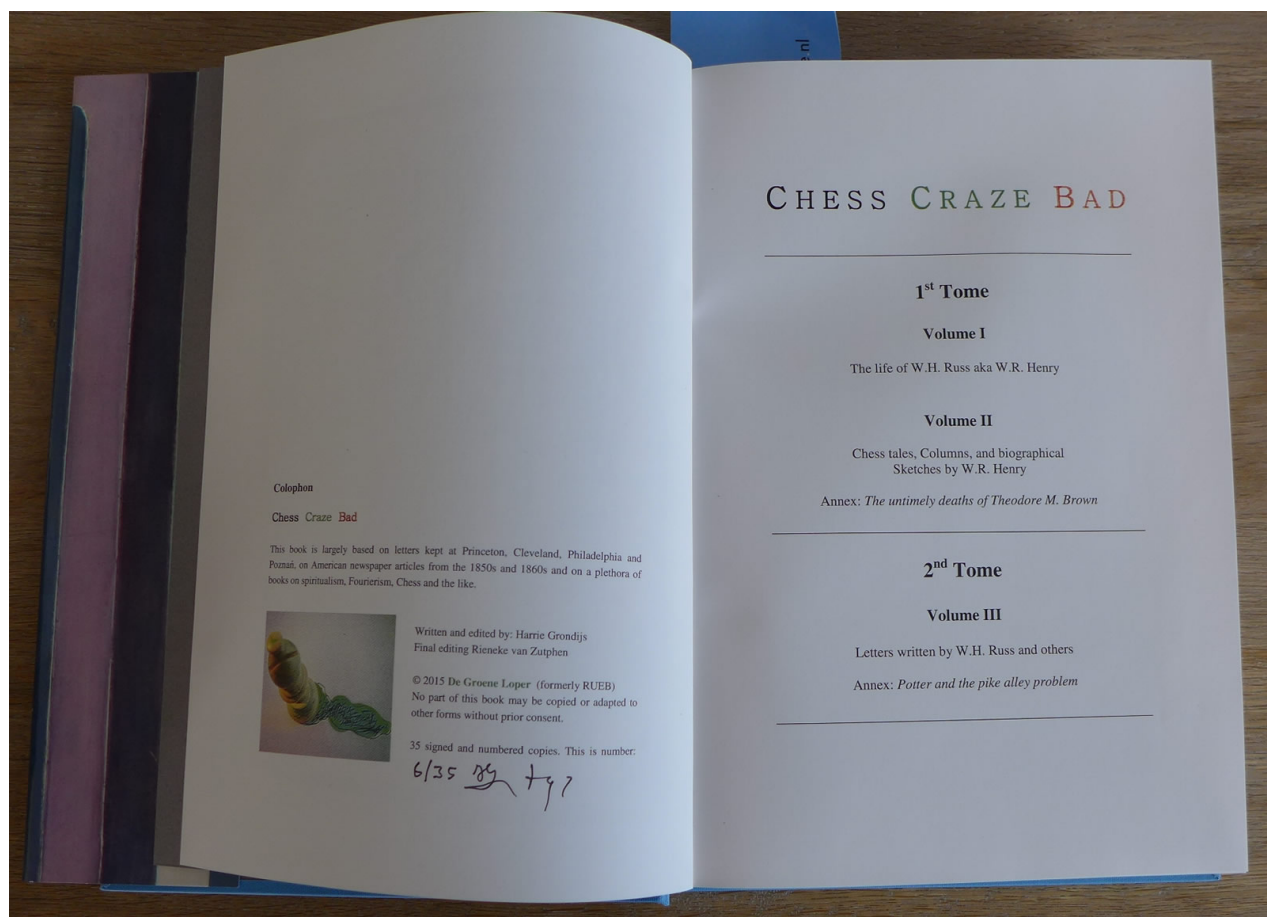 e.nl
Colophon
Chess Craze Bad
This book is largely based on letters kept at Princeton, Cleveland, Philadelphia and
Poznań, on American newspaper articles from the 1850s and 1860s and on a plethora of
books on spiritualism, Fourierism, Chess and the like.
Written and edited by: Harrie Grondijs
Final editing Rieneke van Zutphen
© 2015 De Groene Loper (formerly RUEB)
No part of this book may be copied or adapted to
other forms without prior consent.
35 signed and numbered copies. This is number:
6/35
CHESS CRAZE BAD
1st Tome
Volume I
The life of W.H. Russ aka W.R. Henry
Volume II
Chess tales, Columns, and biographical
Sketches by W.R. Henry
Annex: The untimely deaths of Theodore M. Brown
2nd Tome
Volume III
Letters written by W.H. Russ and others
Annex: Potter and the pike alley problem